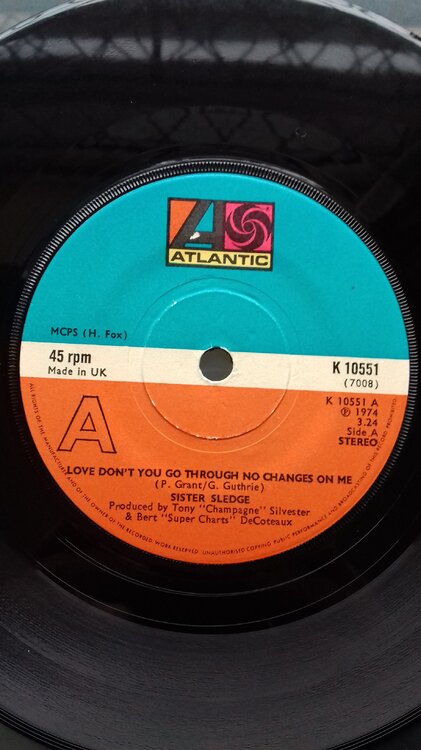 ATLANTIC
MCPS (H. Fox)
45 rpm
Made in UK
K 10551
(7008)
A
K 10551 A
℗ 1974
3.24
Side A
STEREO
LOVE DON'T YOU GO THROUGH NO CHANGES ON ME
(P. Grant/G. Guthrie)
SISTER SLEDGE
Produced by Tony "Champagne" Silvester
& Bert "Super Charts" DeCoteaux
ALL RIGHTS OF THE MANUFACTURER AND OF THE OWNER OF THE RECORDED WORK RESERVED. UNAUTHORISED COPYING PUBLIC PERFORMANCE AND BROADCASTING OF THIS RECORD PROHIBITED